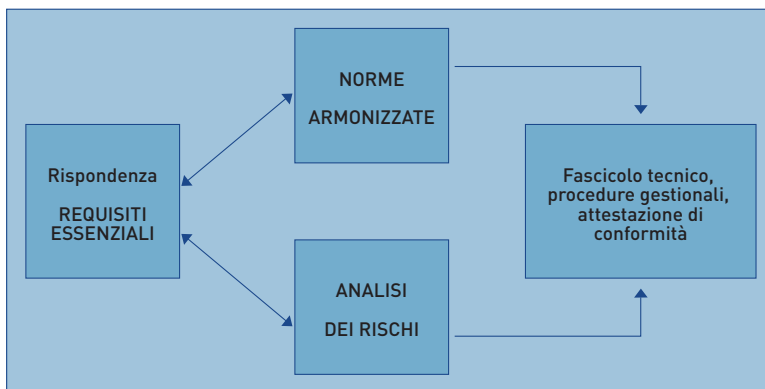 Rispondenza
REQUISITI
ESSENZIALI
NORME
ARMONIZZATE
ANALISI
DEI RISCHI
Fascicolo tecnico,
procedure gestionali,
attestazione di
conformità